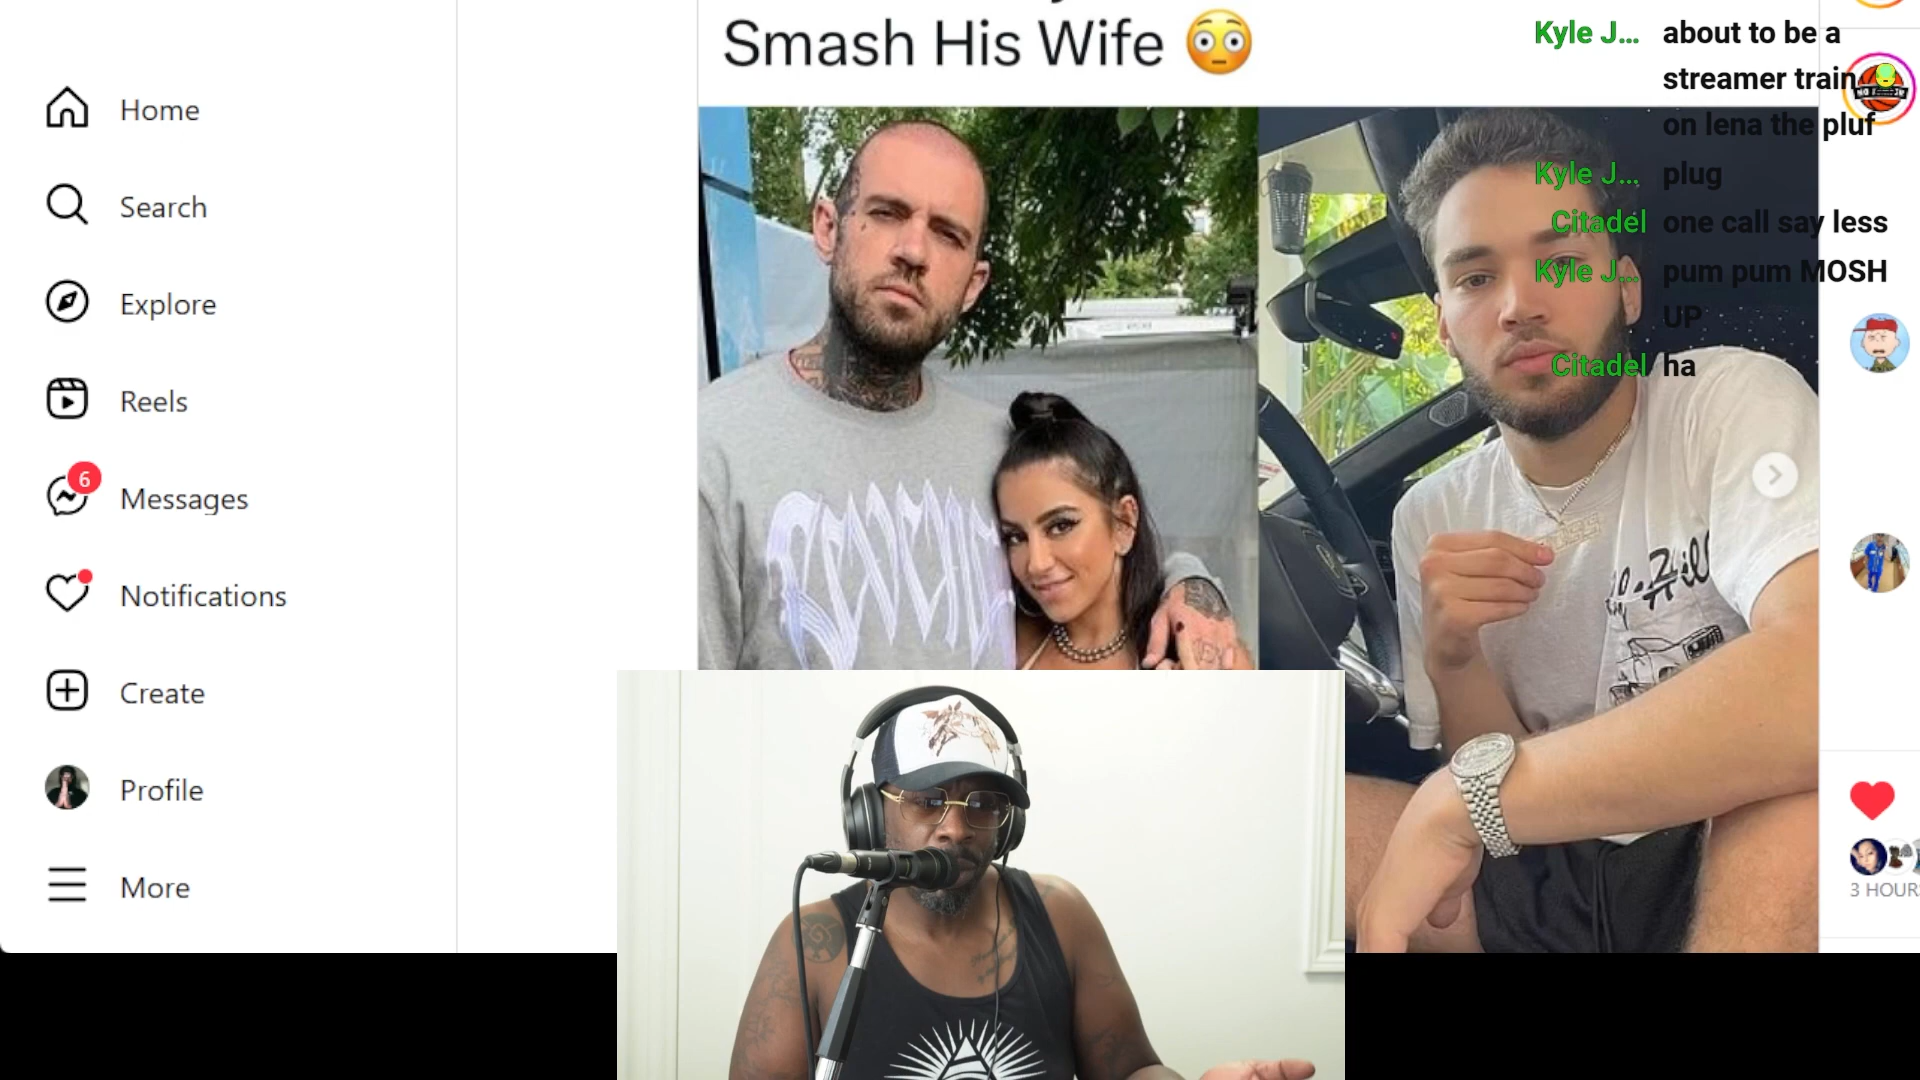 Smash His Wife 😳
Home
Search
Explore
Reels
6
Messages
Notifications
Create
Profile
More
Kyle J... about to be a
streamer train
on lena the pluf
Kyle J... plug
Citadel one call say less
Kyle J... pum pum MOSH
UP
Citadel ha
3 HOUR